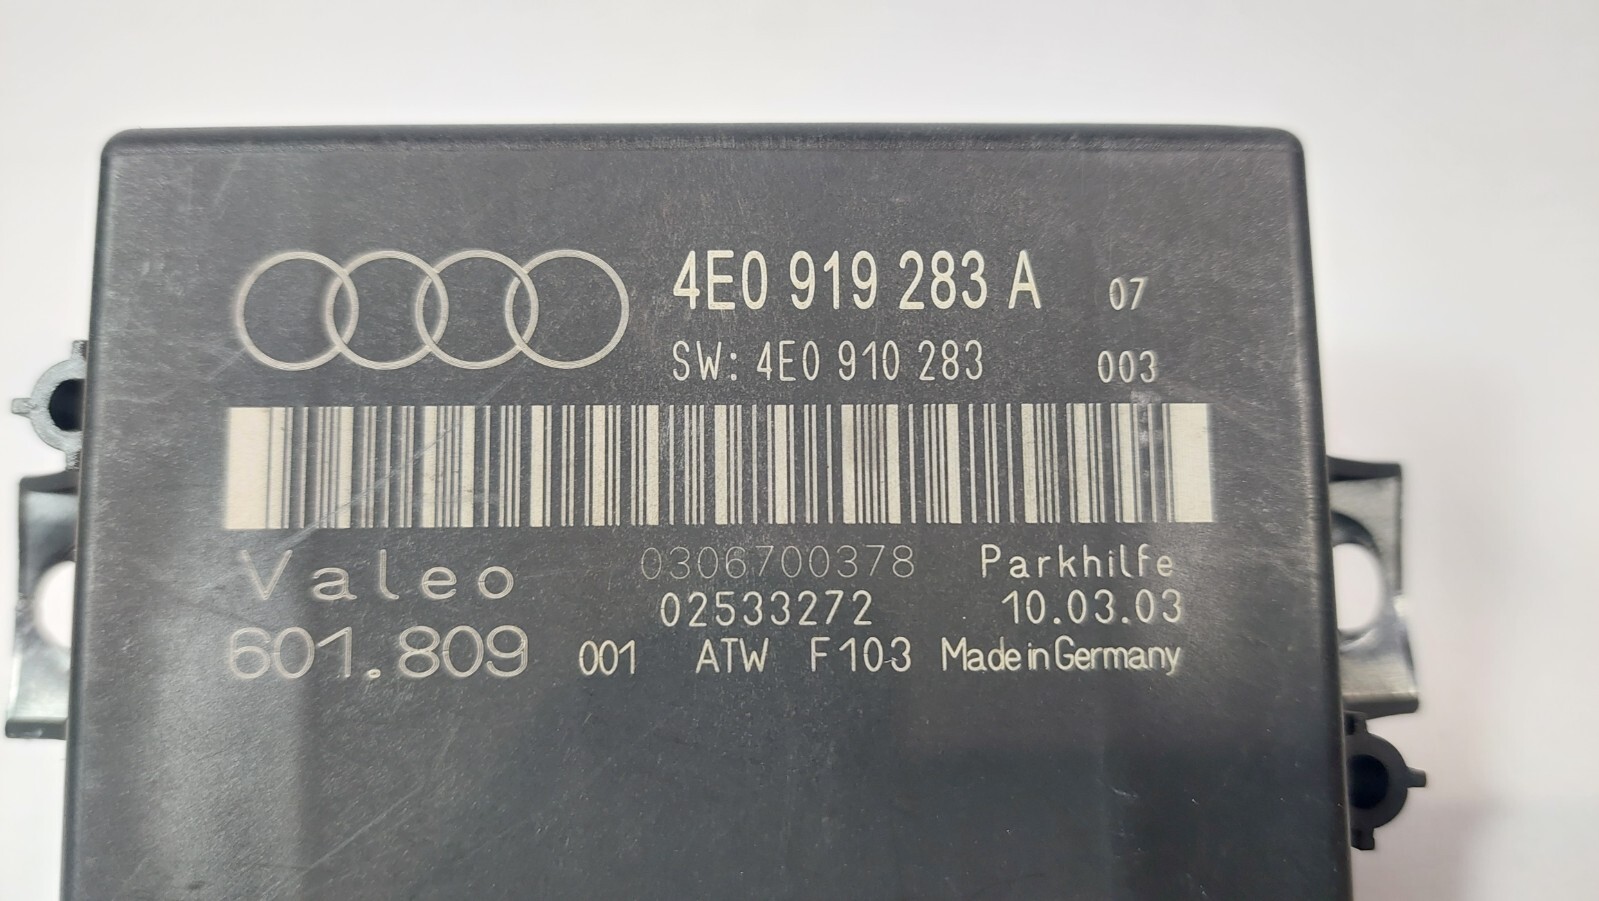 4E0 919 283 A 07
SW: 4E0 910 283 003
Valeo 0306700378 Parkhilfe
02533272 10.03.03
601.809 001 ATW F103 Made in Germany